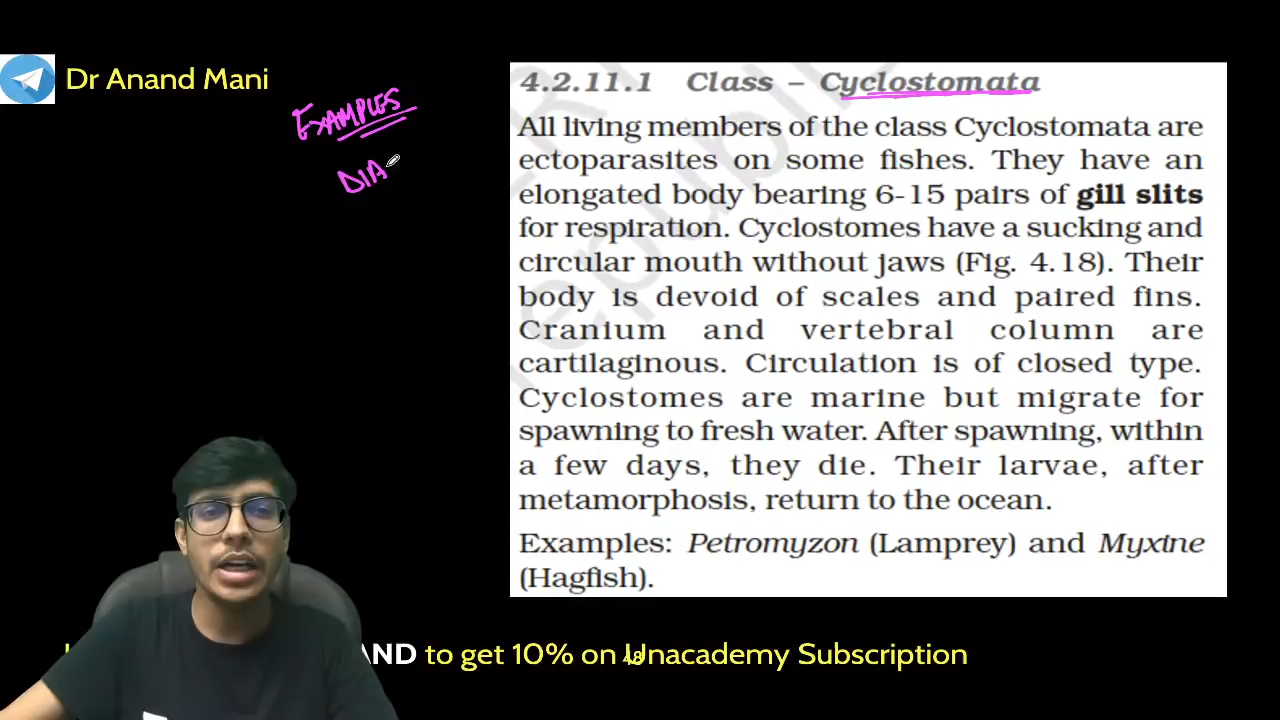 Dr Anand Mani
EXAMPLES
DIA
4.2.11.1 Class – Cyclostomata
All living members of the class Cyclostomata are
ectoparasites on some fishes. They have an
elongated body bearing 6-15 pairs of gill slits
for respiration. Cyclostomes have a sucking and
circular mouth without jaws (Fig. 4.18). Their
body is devoid of scales and paired fins.
Cranium and vertebral column are
cartilaginous. Circulation is of closed type.
Cyclostomes are marine but migrate for
spawning to fresh water. After spawning, within
a few days, they die. Their larvae, after
metamorphosis, return to the ocean.
Examples: Petromyzon (Lamprey) and Myxine
(Hagfish).
to get 10% on Unacademy Subscription
48